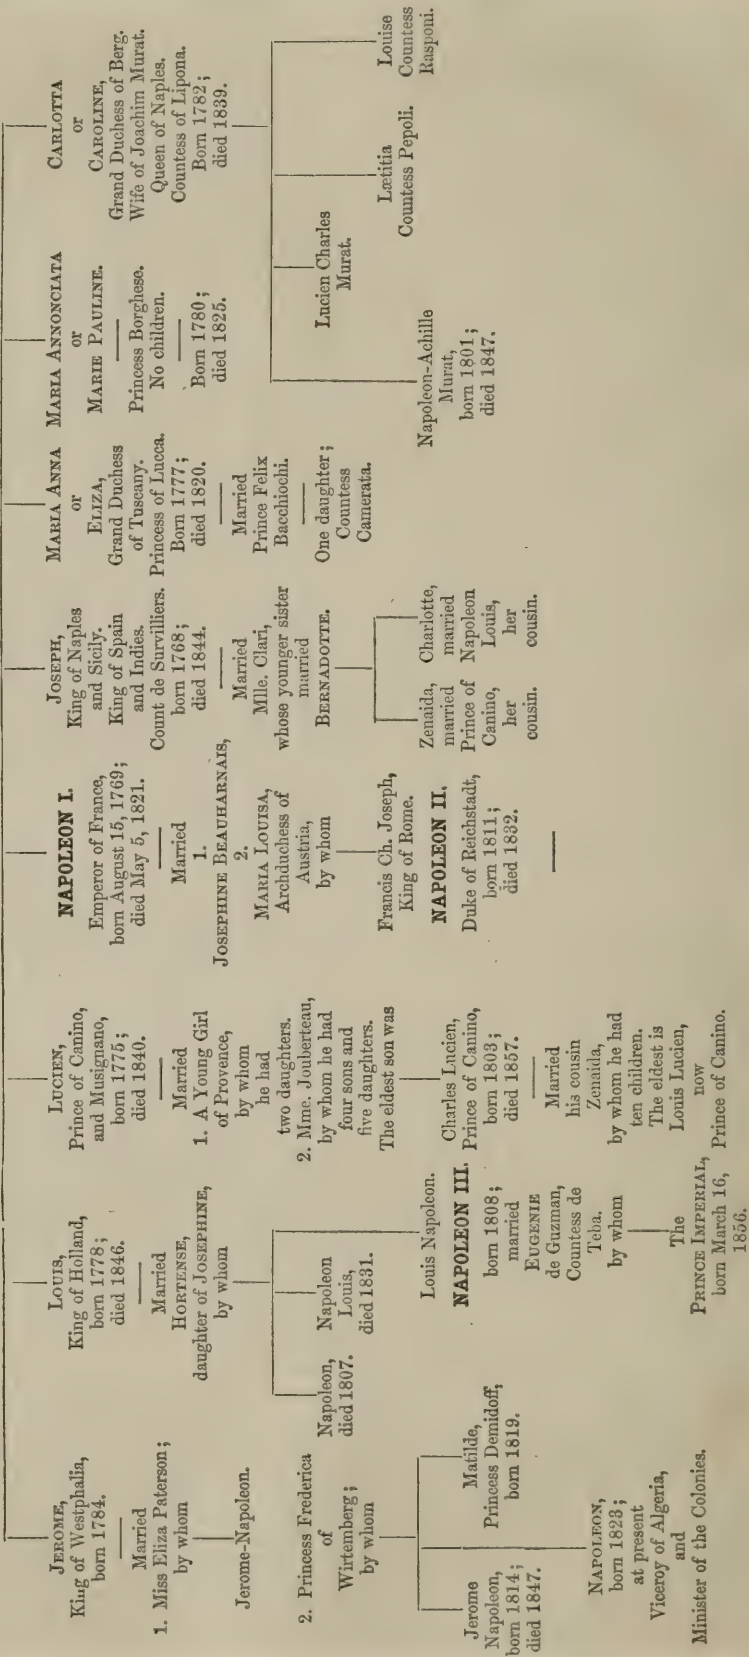 JEROME,
King of Westphalia,
born 1784.
Married
1. Miss Eliza Paterson;
by whom
Jerome-Napoleon.
2. Princess Frederica
of
Wirtemberg;
by whom
Jerome
Napoleon,
born 1814;
died 1847.
Matilde,
Princess Demidoff,
born 1819.
NAPOLEON,
born 1823;
at present
Viceroy of Algeria,
and
Minister of the Colonies.
LOUIS,
King of Holland,
born 1778;
died 1846.
Married
HORTENSE,
daughter of JOSEPHINE,
by whom
Napoleon,
died 1807.
Napoleon
Louis,
died 1831.
Louis Napoleon.
NAPOLEON III.
born 1808;
married
EUGENIE
de Guzman,
Countess de
Teba.
by whom
The
PRINCE IMPERIAL,
born March 16,
1856.
LUCIEN,
Prince of Canino,
and Musignano,
born 1775;
died 1840.
Married
1. A Young Girl
of Provence,
by whom
he had
two daughters.
2. Mme. Jouberteau,
by whom he had
four sons and
five daughters.
The eldest son was
Charles Lucien,
Prince of Canino,
born 1803;
died 1857.
Married
his cousin
Zenaida,
by whom he had
ten children.
The eldest is
Louis Lucien,
now
Prince of Canino.
NAPOLEON I.
Emperor of France,
born August 15, 1769;
died May 5, 1821.
Married
1.
JOSEPHINE BEAUHARNAIS,
2.
MARIA LOUISA,
Archduchess of
Austria,
by whom
Francis Ch. Joseph,
King of Rome.
NAPOLEON II.
Duke of Reichstadt,
born 1811;
died 1832.
JOSEPH,
King of Naples
and Sicily.
King of Spain
and Indies.
Count de Survilliers.
born 1768;
died 1844.
Married
Mlle. Clari,
whose younger sister
married
BERNADOTTE.
Zenaida,
married
Prince of
Canino,
her
cousin.
Charlotte,
married
Napoleon
Louis,
her
cousin.
MARIA ANNA
or
ELIZA,
Grand Duchess
of Tuscany.
Princess of Lucca.
Born 1777;
died 1820.
Married
Prince Felix
Bacchiochi.
One daughter;
Countess
Camerata.
MARIA ANNONCIATA
or
MARIE PAULINE.
Princess Borghese.
No children.
Born 1780;
died 1825.
CARLOTTA
or
CAROLINE,
Grand Duchess of Berg.
Wife of Joachim Murat.
Queen of Naples.
Countess of Lipona.
Born 1782;
died 1839.
Napoleon-Achille
Murat,
born 1801;
died 1847.
Lucien Charles
Murat.
Lætitia
Countess Pepoli.
Louise
Countess
Rasponi.